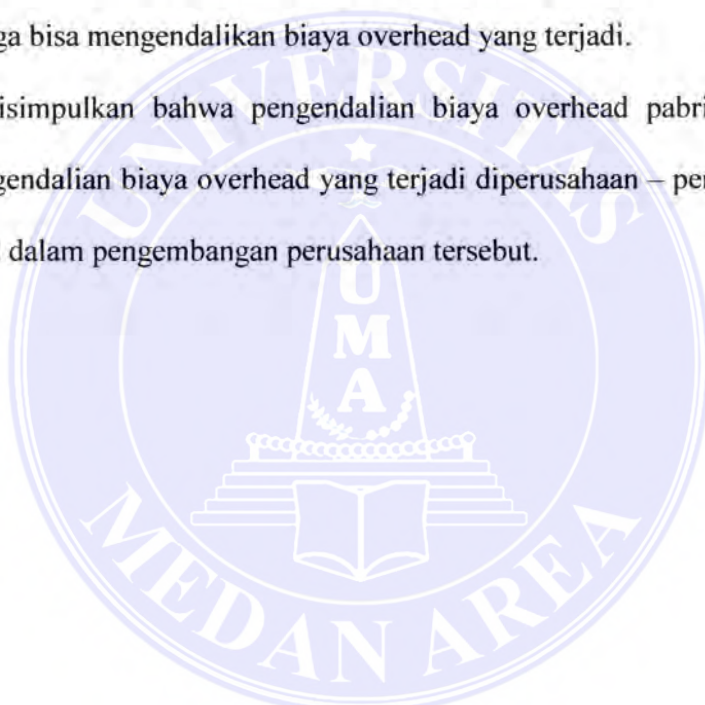 ga bisa mengendalikan biaya overhead yang terjadi.
isimpulkan bahwa pengendalian biaya overhead pabri
gendalian biaya overhead yang terjadi diperusahaan – per
dalam pengembangan perusahaan tersebut.
UNIVERSITAS
UMA
MEDAN AREA